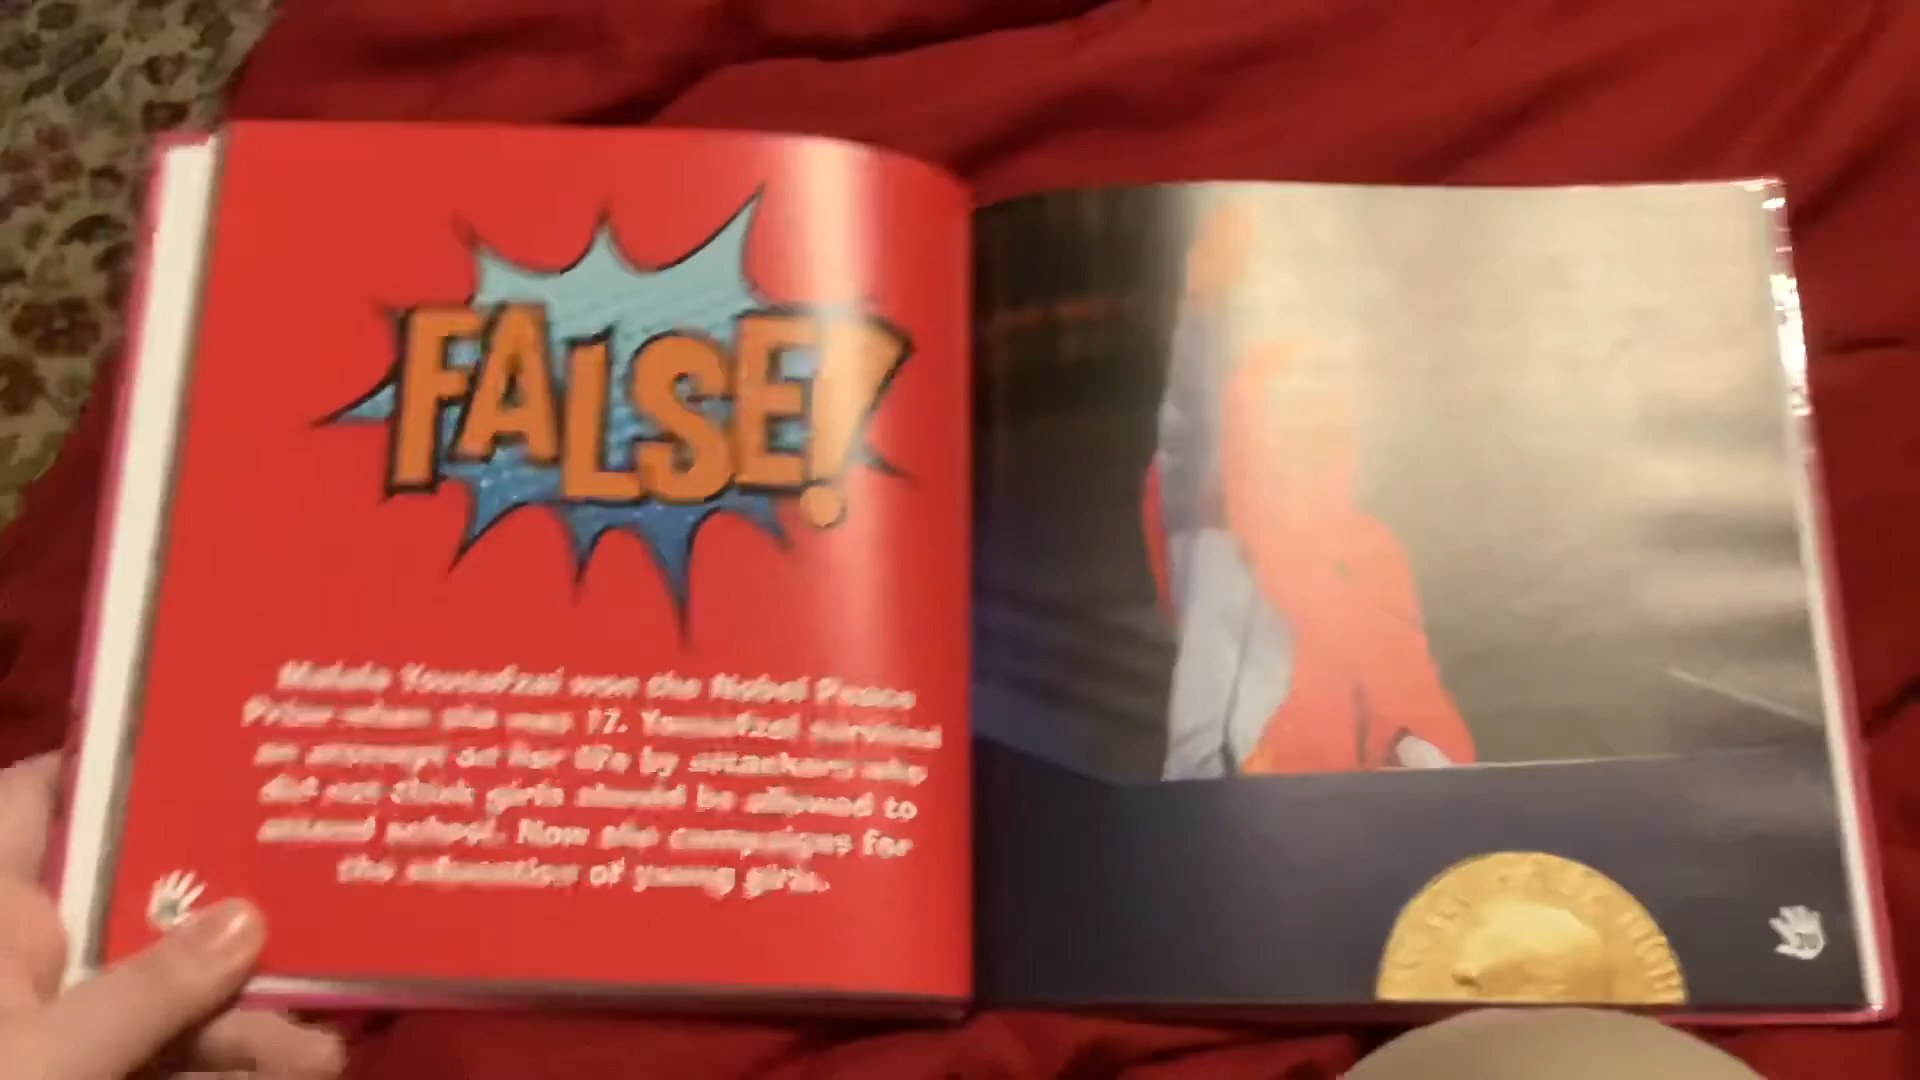 FALSE!
Malala Yousafzai won the Nobel Peace
Prize when she was 17. Yousafzai survived
an attempt on her life by attackers who
did not think girls should be allowed to
attend school. Now she campaigns for
the education of young girls.